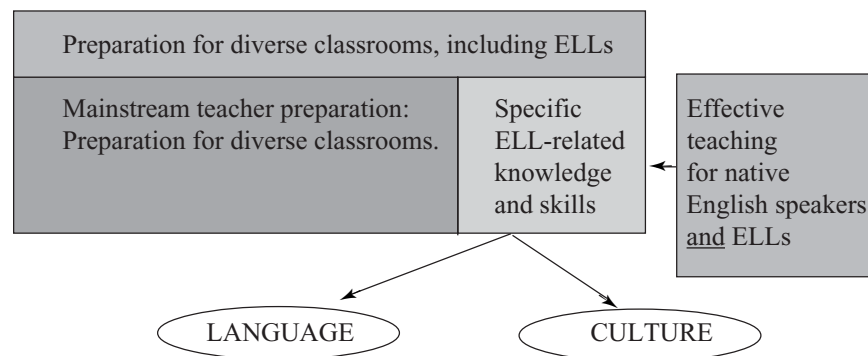 Preparation for diverse classrooms, including ELLs
Mainstream teacher preparation:
Preparation for diverse classrooms.
Specific
ELL-related
knowledge
and skills
Effective
teaching
for native
English speakers
and ELLs
LANGUAGE
CULTURE